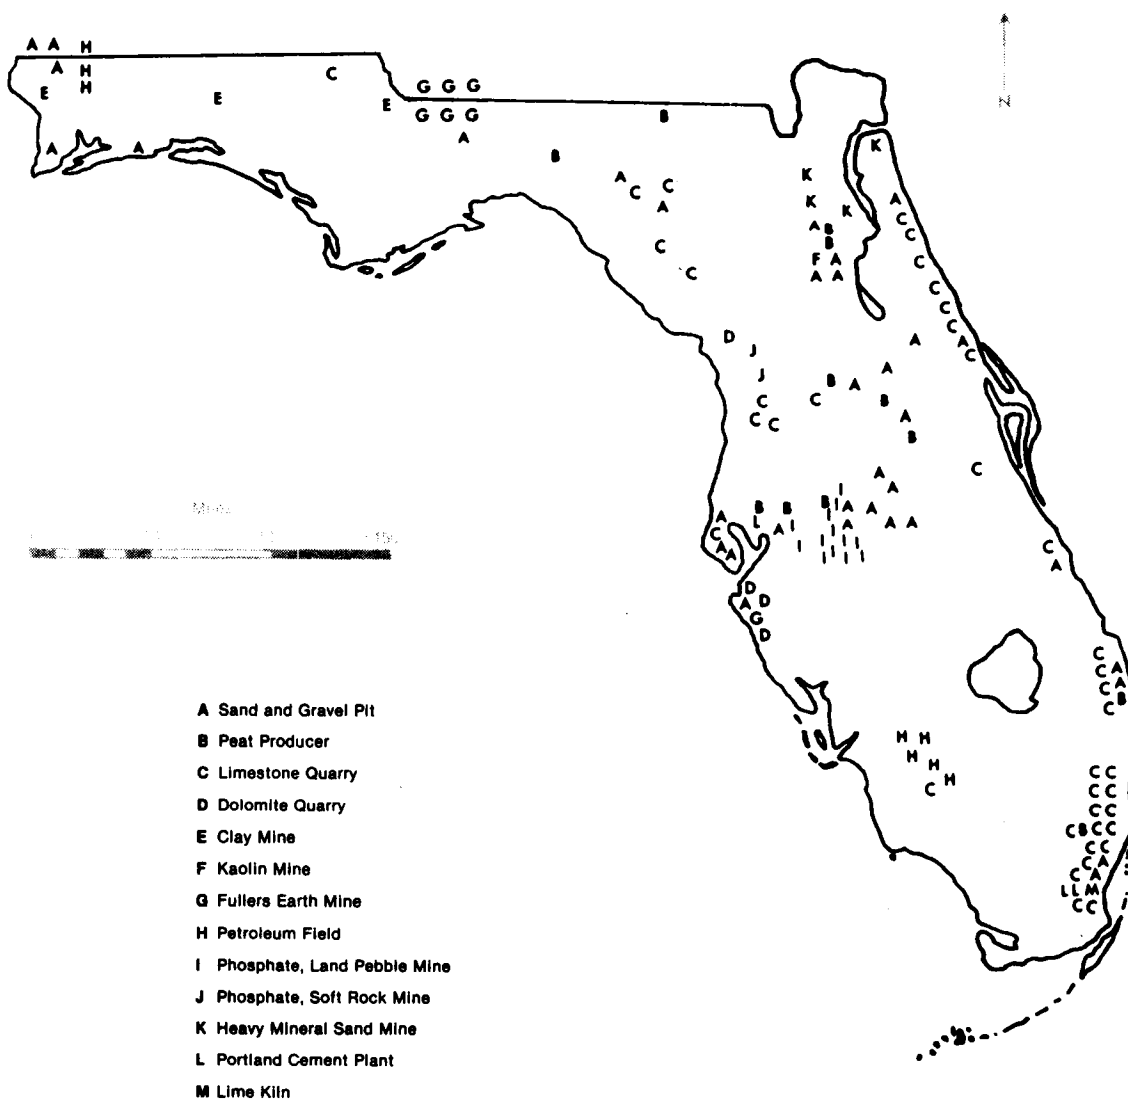 N
A A H
A H
H
C
E
E
E
G G G
G G G
A
B
A
A
B
K
A
C
C
A
K
K
K
A
C
C
A B
B
C
C
F A
A A
C
C
C
C
C
D
J
A
A C
J
B A
A
C
C
B
C C
A
B
C
A
I
A
B
B
B I
A
A
A
L
I
A
A
A A
C
A I
I I
I I I
A A
I
I I I I
C
A
D
A D
G
D
C
C A
C A
C B
A Sand and Gravel Pit
B Peat Producer
C Limestone Quarry
D Dolomite Quarry
E Clay Mine
F Kaolin Mine
G Fullers Earth Mine
H Petroleum Field
I Phosphate, Land Pebble Mine
J Phosphate, Soft Rock Mine
K Heavy Mineral Sand Mine
L Portland Cement Plant
M Lime Kiln
H H
H
H
H
C
C C
C C
C C
C B C C
C C
C A
C A
L L M
C C